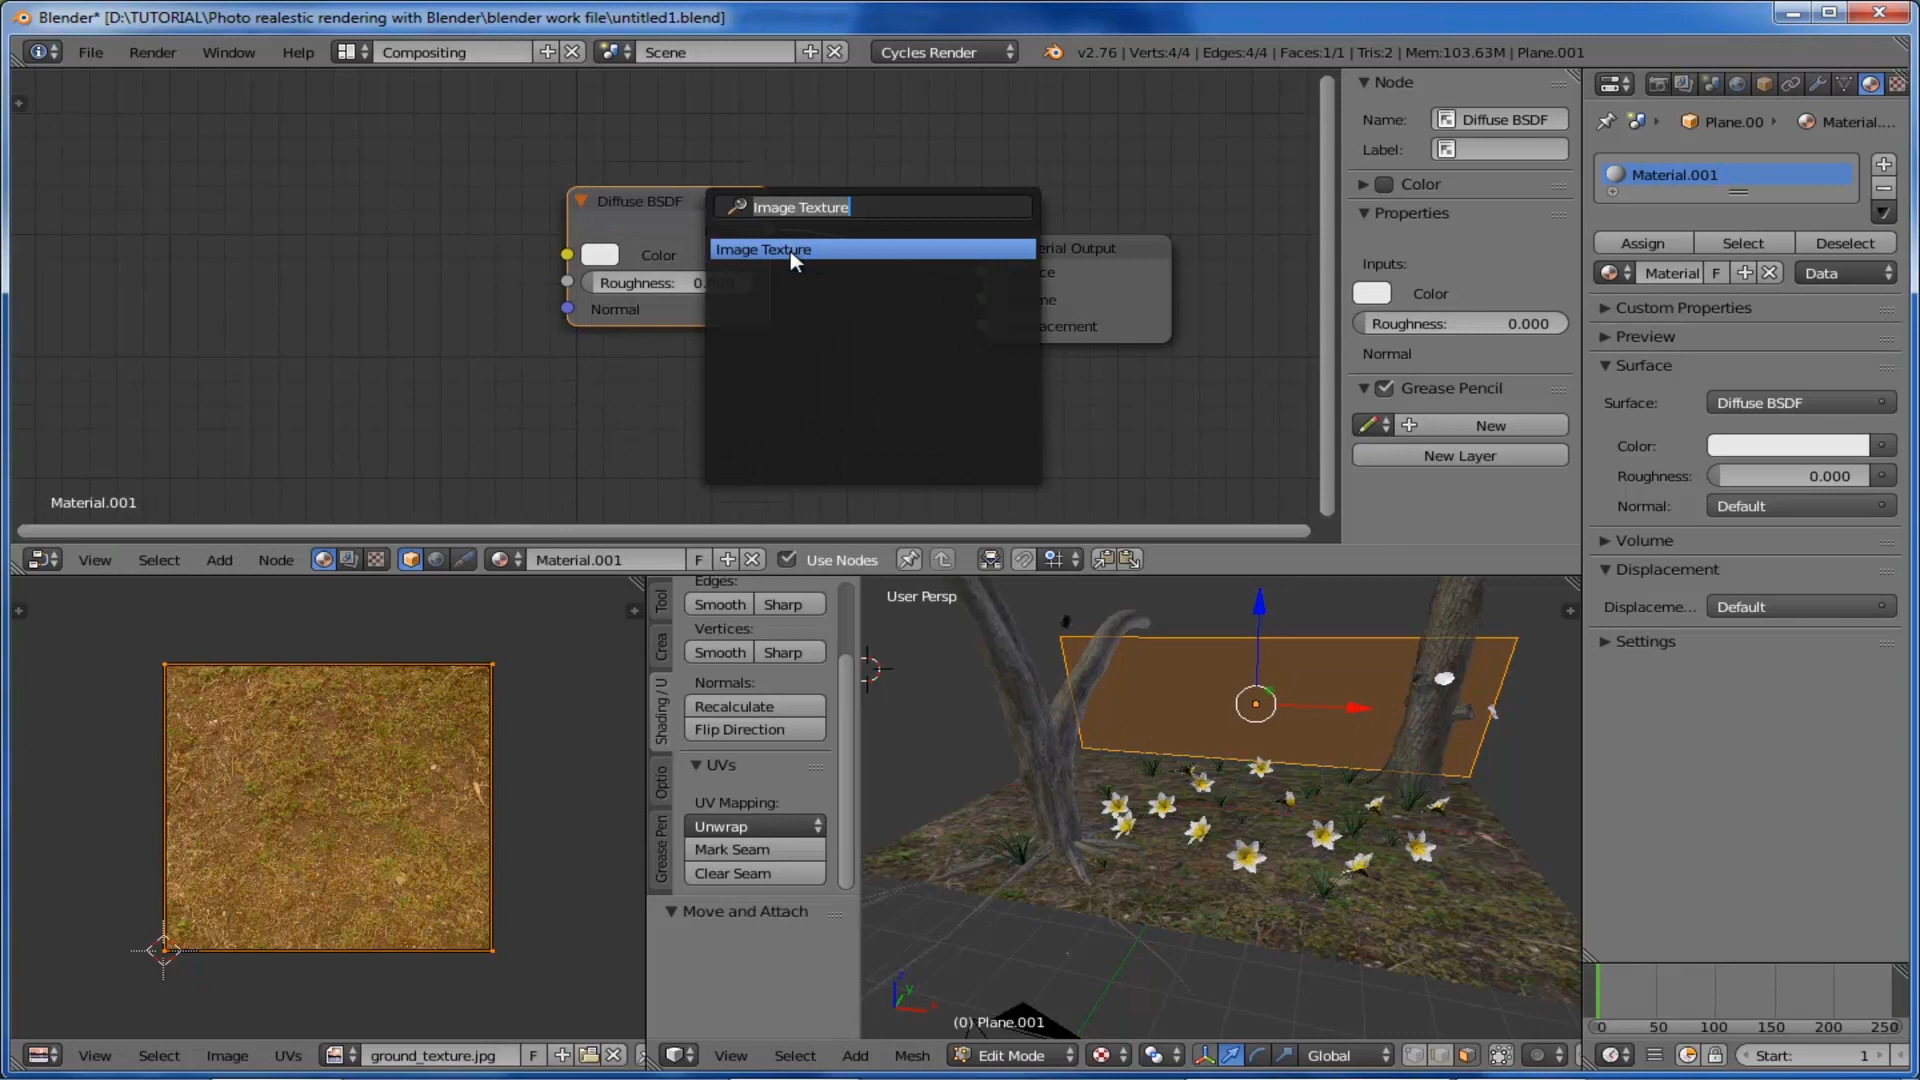 Blender* [D:\TUTORIAL\Photo realestic rendering with Blender\blender work file\untitled1.blend]
File Render Window Help Compositing Scene Cycles Render v2.76 | Verts:4/4 | Edges:4/4 | Faces:1/1 | Tris:2 | Mem:103.63M | Plane.001
Diffuse BSDF
Color
Roughness:
Normal
Image Texture
Image Texture
erial Output
ce
me
acement
Material.001
Node
Name: Diffuse BSDF
Label:
Color
Properties
Inputs:
Color
Roughness: 0.000
Normal
Grease Pencil
New
New Layer
Plane.00 Material....
Material.001
Assign Select Deselect
Material F Data
Custom Properties
Preview
Surface
Surface: Diffuse BSDF
Color:
Roughness: 0.000
Normal: Default
Volume
Displacement
Displaceme... Default
Settings
View Select Add Node Material.001 F Use Nodes
Tool
Crea
Shading / U
Optio
Grease Pen
Edges:
Smooth Sharp
Vertices:
Smooth Sharp
Normals:
Recalculate
Flip Direction
UVs
UV Mapping:
Unwrap
Mark Seam
Clear Seam
Move and Attach
User Persp
z
y
x
(0) Plane.001
0 50 100 150 200 250
View Select Image UVs ground_texture.jpg F
View Select Add Mesh Edit Mode Global
Start: 1